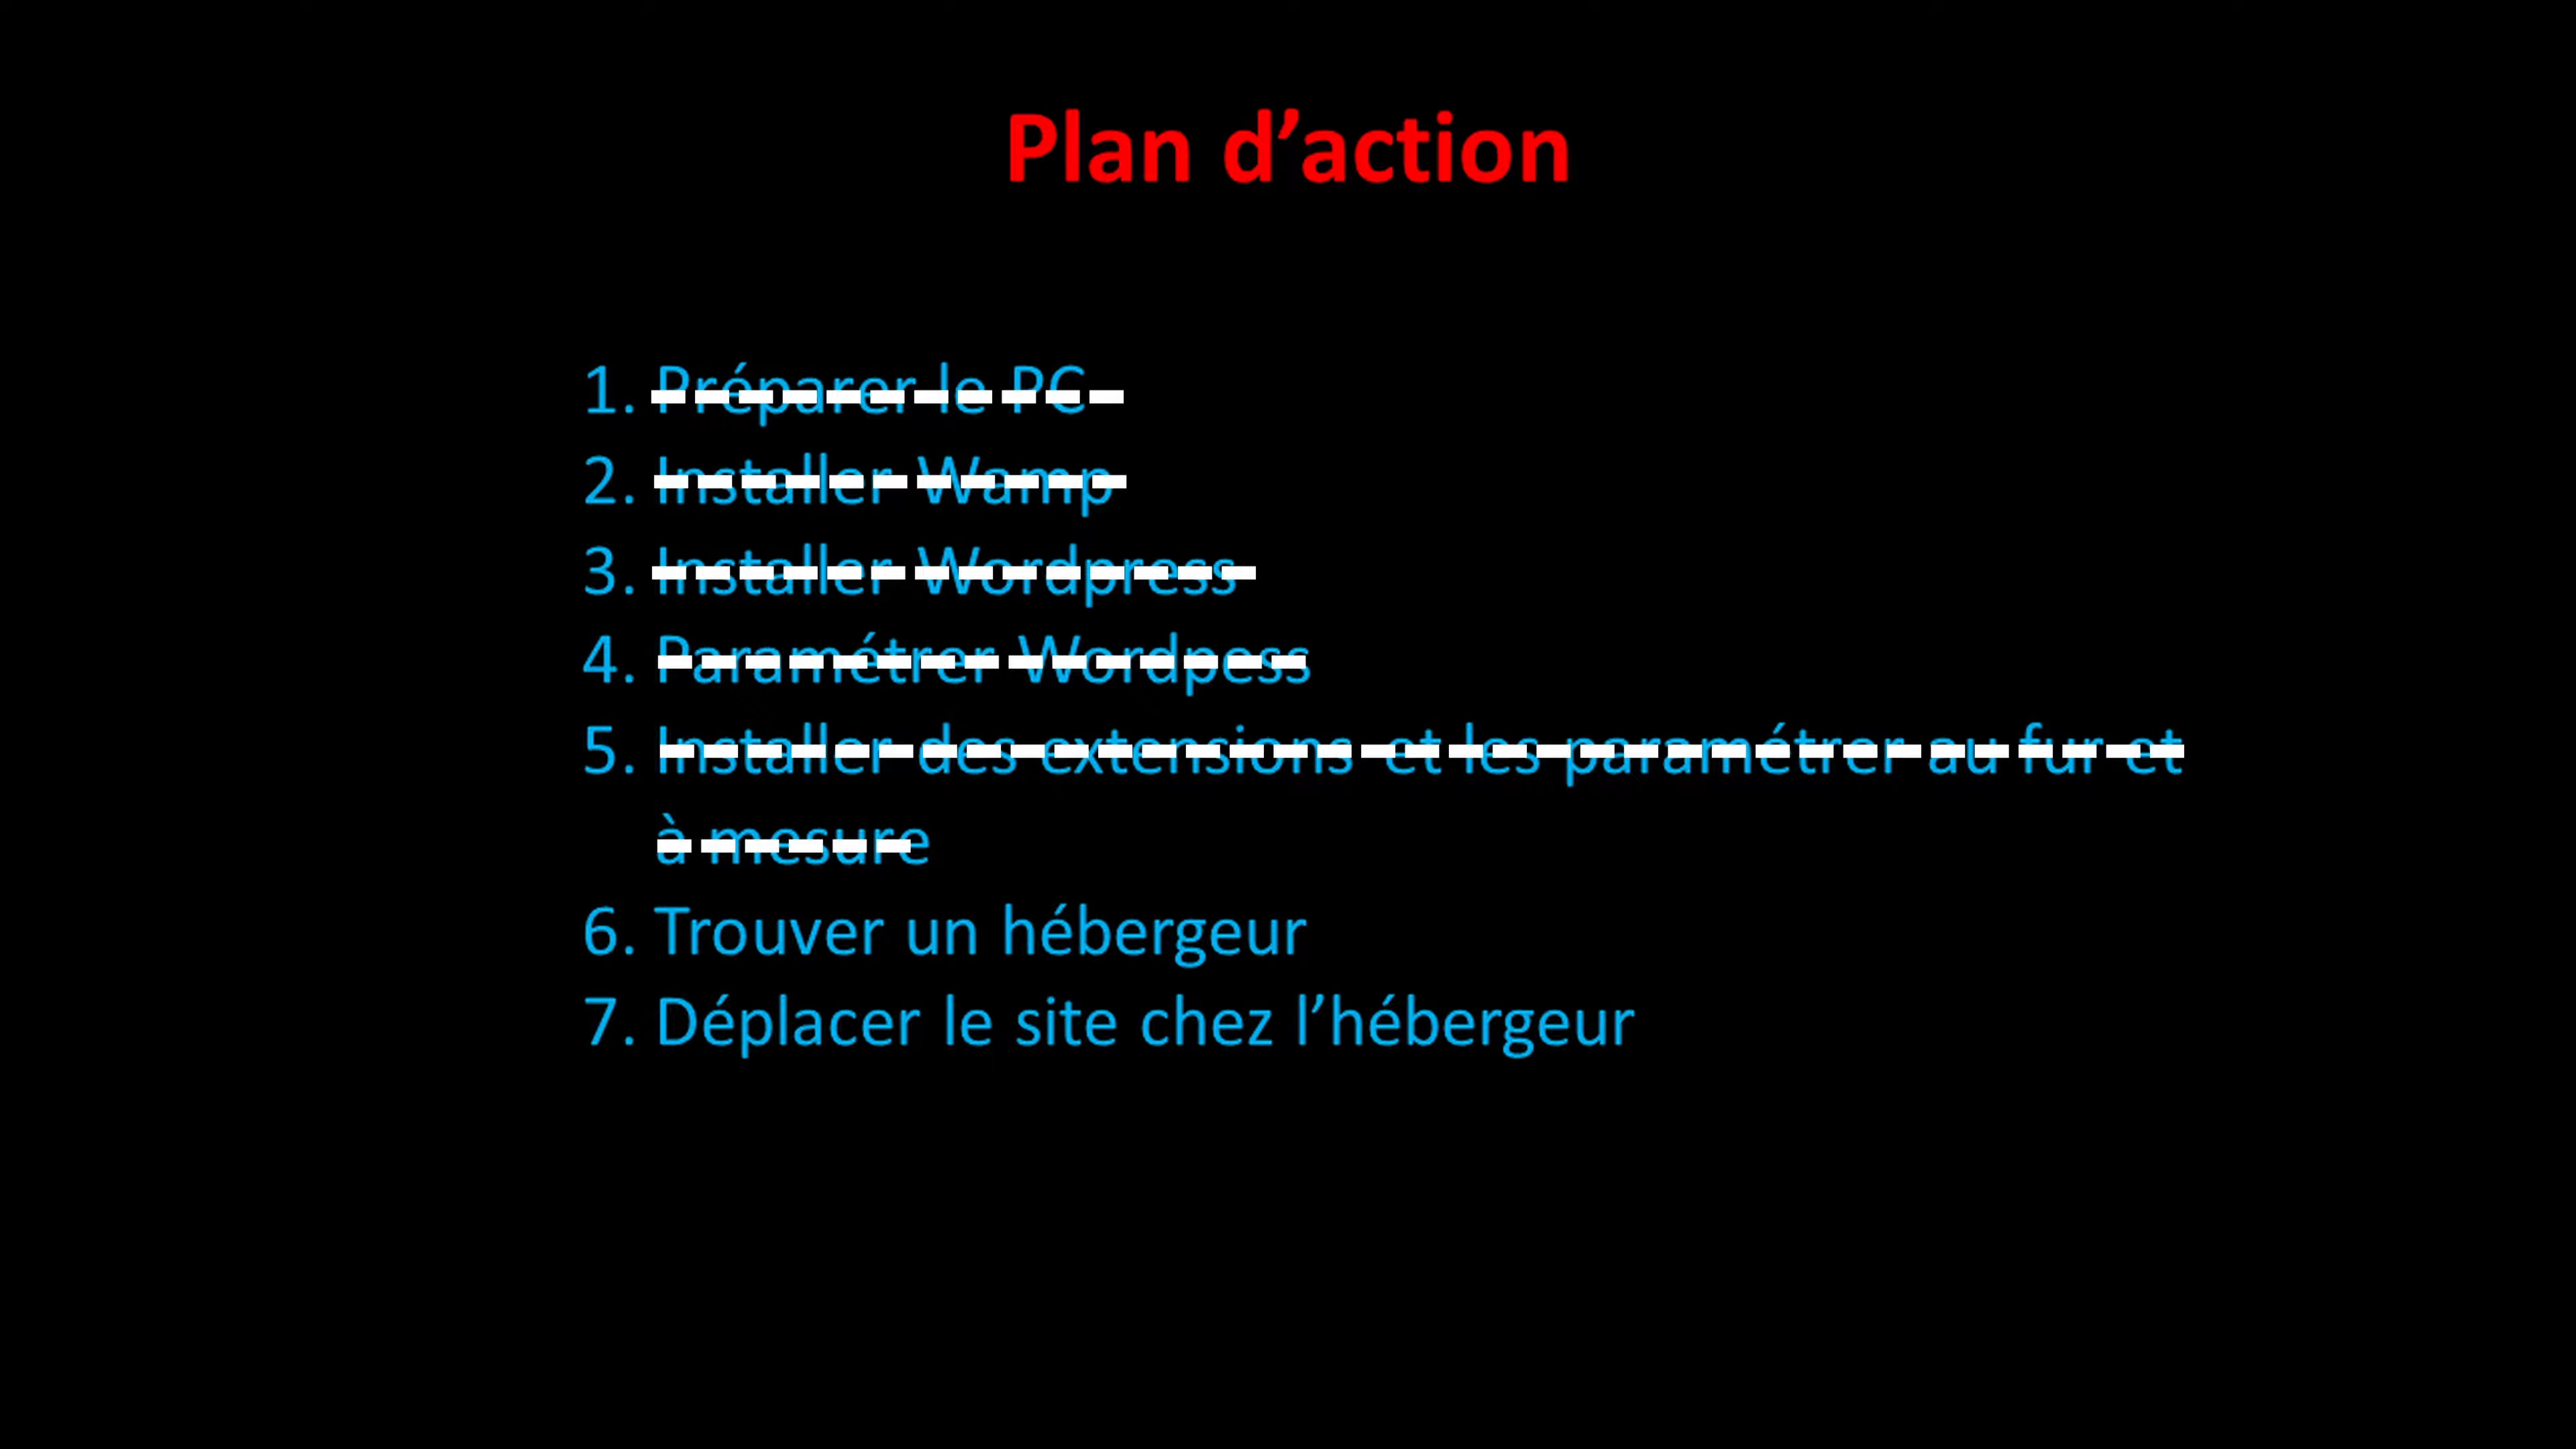 Plan d’action
1. Préparer le PC
2. Installer Wamp
3. Installer Wordpress
4. Paramétrer Wordpess
5. Installer des extensions et les paramétrer au fur et
à mesure
6. Trouver un hébergeur
7. Déplacer le site chez l’hébergeur